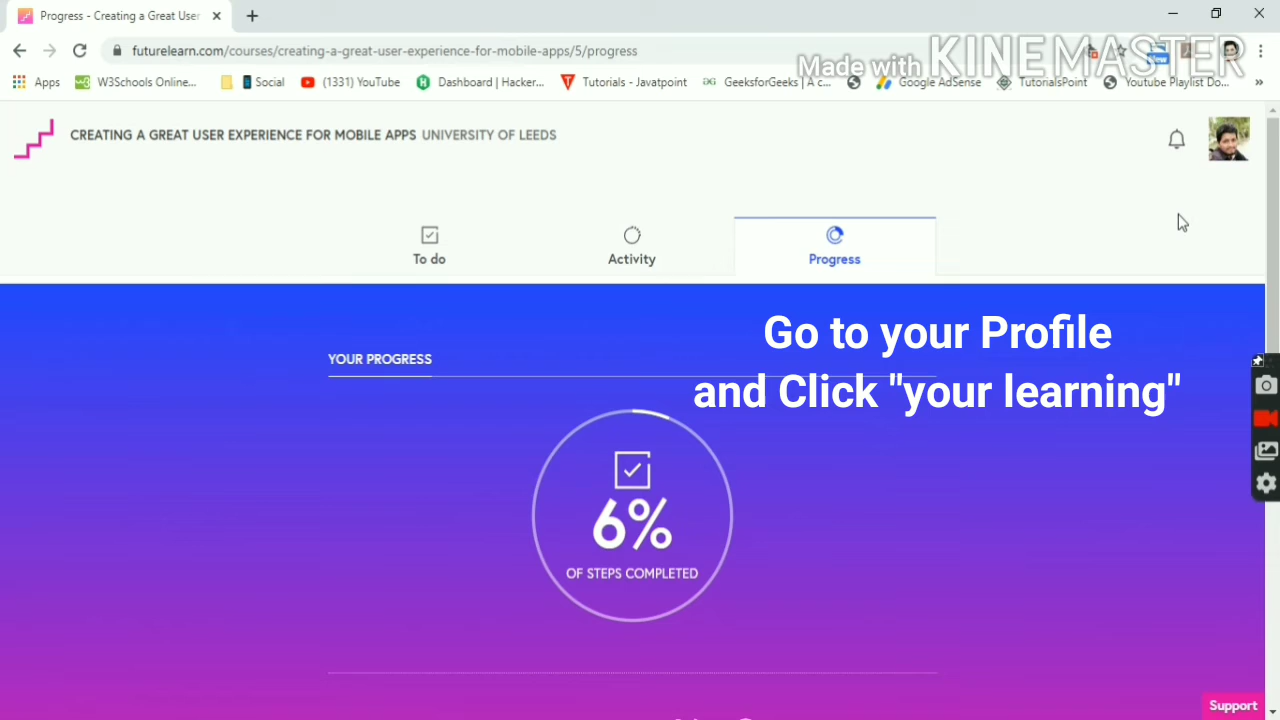 Progress - Creating a Great User
futurelearn.com/courses/creating-a-great-user-experience-for-mobile-apps/5/progress
Made with KINEMASTER
Apps
W3Schools Online...
Social
(1331) YouTube
Dashboard | Hacker...
Tutorials - Javatpoint
GeeksforGeeks | A c...
Google AdSense
TutorialsPoint
Youtube Playlist Do...
CREATING A GREAT USER EXPERIENCE FOR MOBILE APPS UNIVERSITY OF LEEDS
To do
Activity
Progress
Go to your Profile
and Click "your learning"
YOUR PROGRESS
6%
OF STEPS COMPLETED
Support